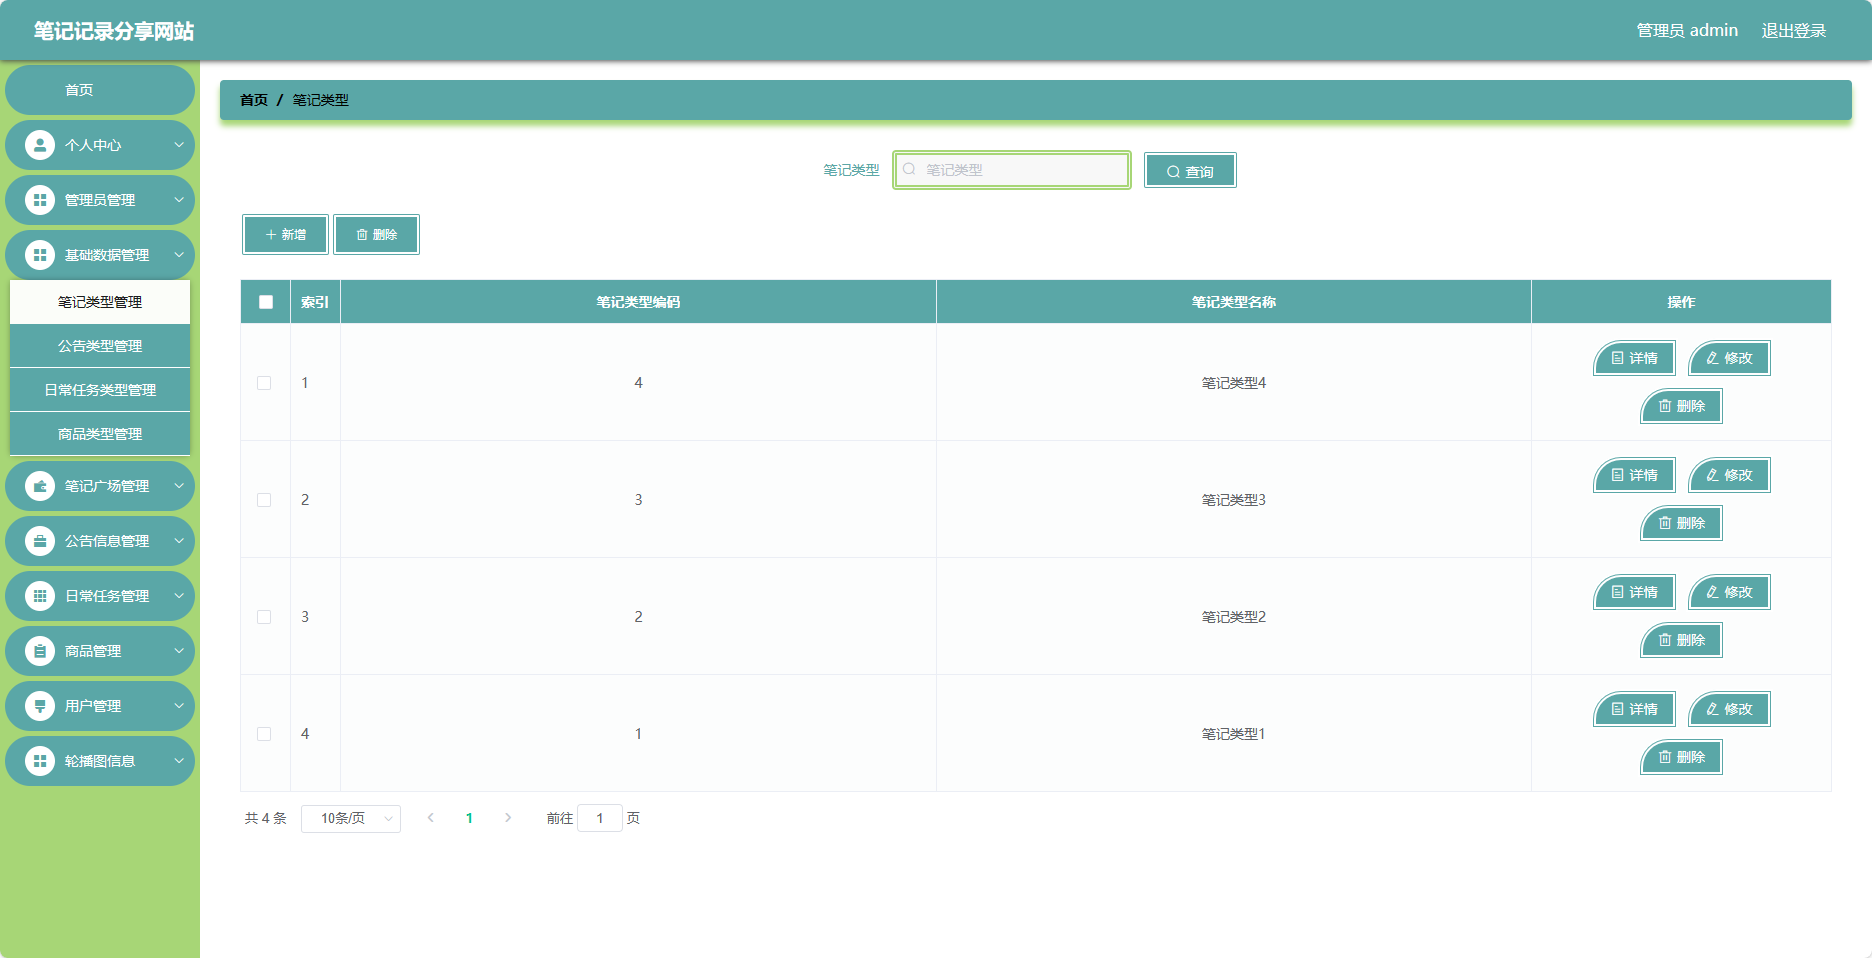 笔记记录分享网站
管理员 admin
退出登录
首页
个人中心
管理员管理
基础数据管理
笔记类型管理
公告类型管理
日常任务类型管理
商品类型管理
笔记广场管理
公告信息管理
日常任务管理
商品管理
用户管理
轮播图信息
首页 / 笔记类型
笔记类型 笔记类型 查询
新增 删除
索引 笔记类型编码 笔记类型名称 操作
1 4 笔记类型4 详情 修改
删除
2 3 笔记类型3 详情 修改
删除
3 2 笔记类型2 详情 修改
删除
4 1 笔记类型1 详情 修改
删除
共 4 条 10条/页 1 前往 1 页